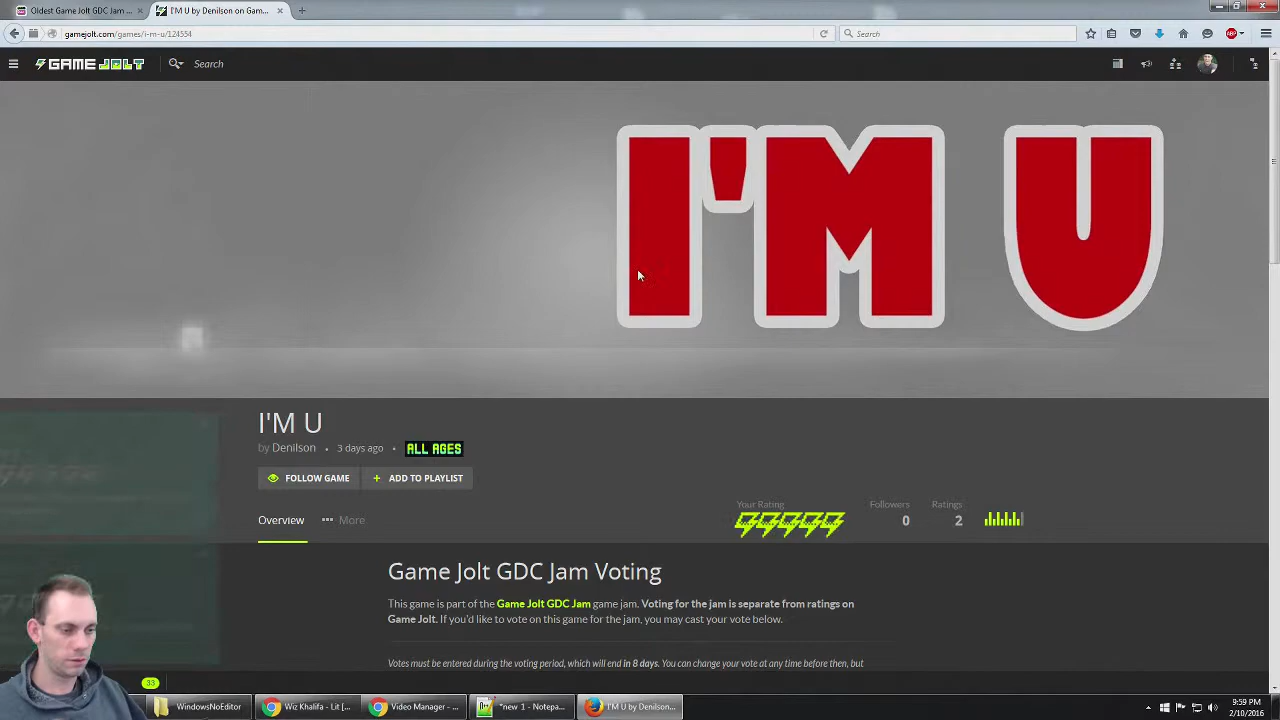 Oldest Game Jolt GDC Jam ...
I'M U by Denilson on Gam...
gamejolt.com/games/i-m-u/124554
Search
GAME JOLT
Search
I'M U
I'M U
by Denilson • 3 days ago • ALL AGES
FOLLOW GAME
ADD TO PLAYLIST
Your Rating
Followers
Ratings
0
2
Overview
More
Game Jolt GDC Jam Voting
This game is part of the Game Jolt GDC Jam game jam. Voting for the jam is separate from ratings on
Game Jolt. If you'd like to vote on this game for the jam, you may cast your vote below.
Votes must be entered during the voting period, which will end in 8 days. You can change your vote at any time before then, but
33
WindowsNoEditor
Wiz Khalifa - Lit [...
Video Manager - ...
*new 1 - Notepa...
I'M U by Denilson...
9:59 PM
2/10/2016